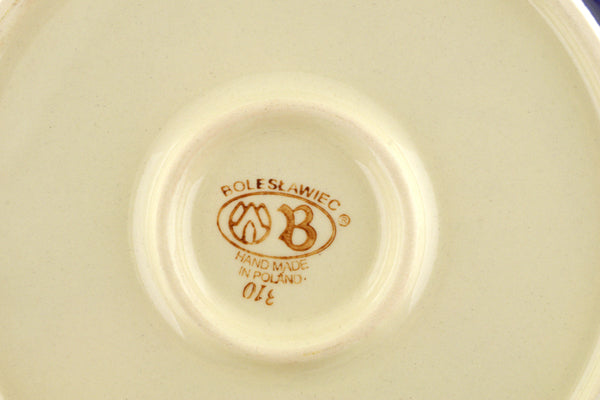 BOLESŁAWIEC ®
B
HAND MADE
IN POLAND
310